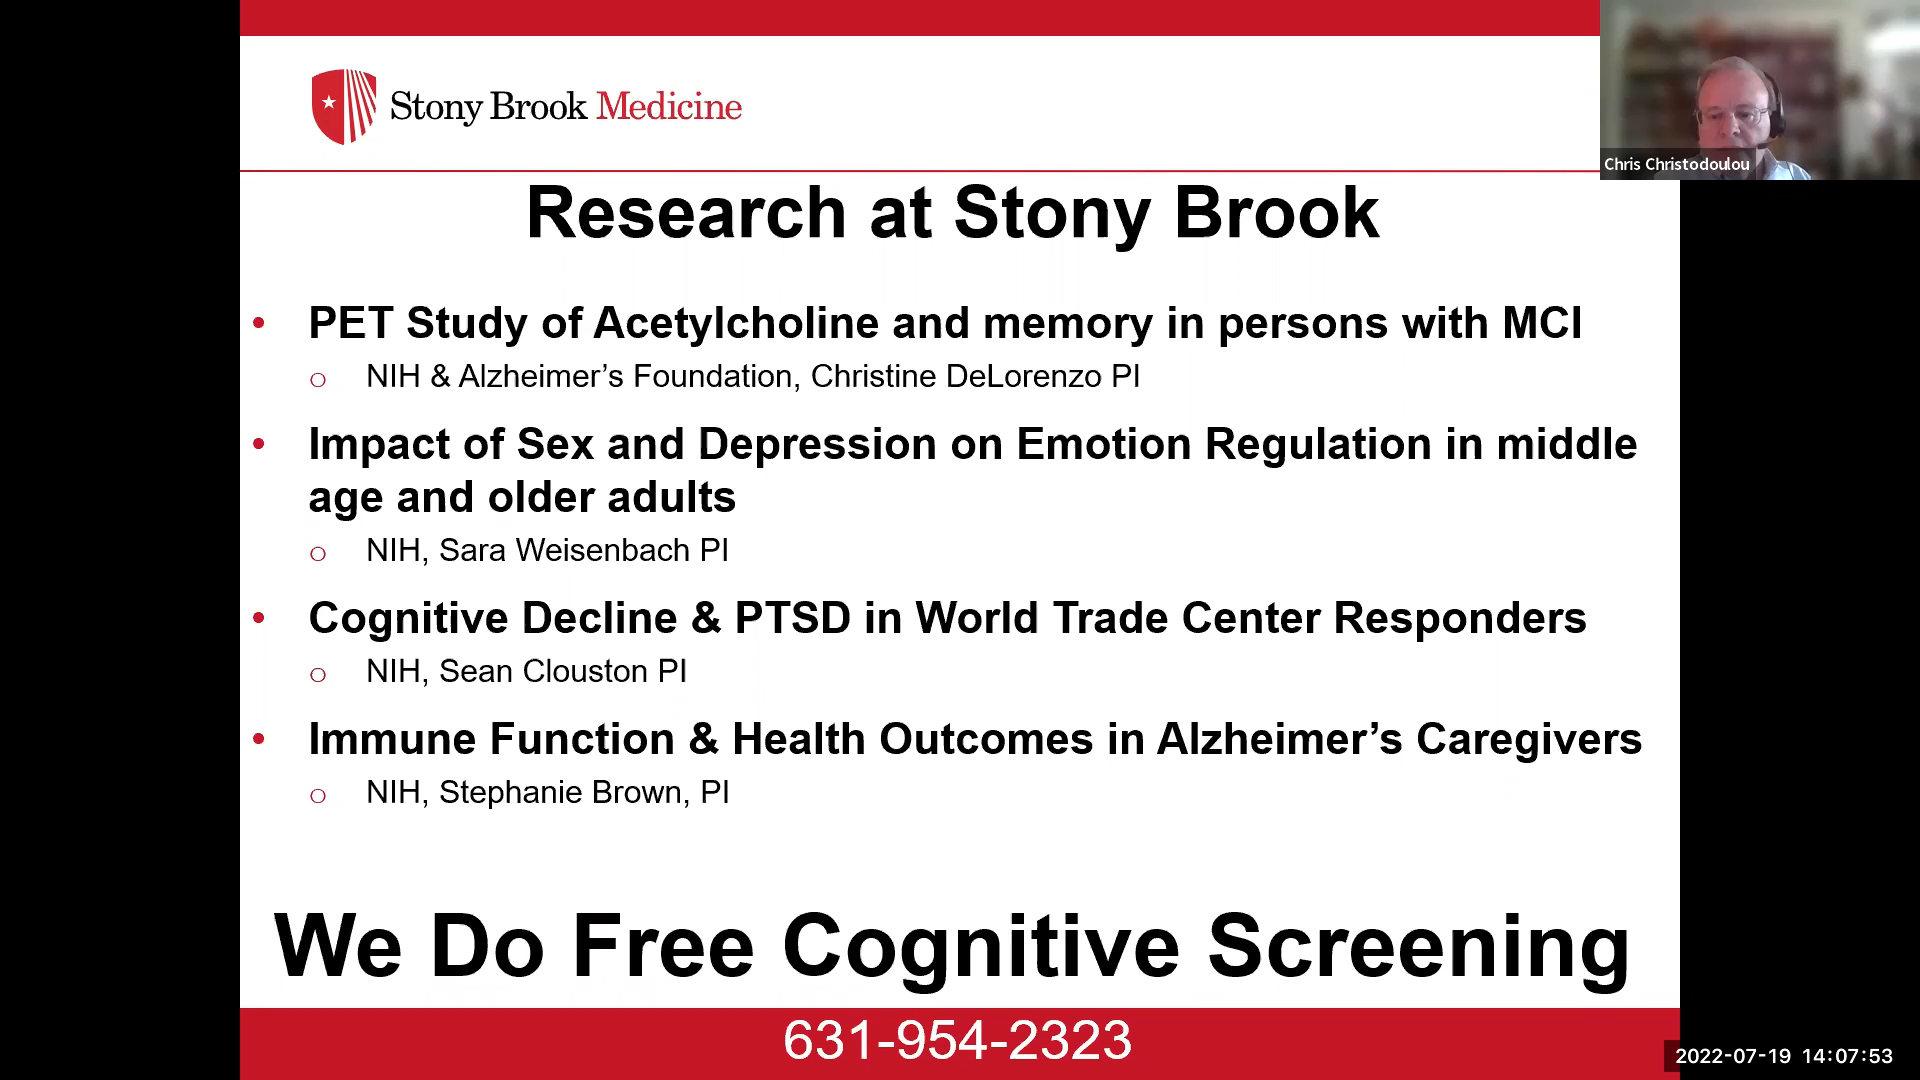 Stony Brook Medicine
Chris Christodoulou
Research at Stony Brook
• PET Study of Acetylcholine and memory in persons with MCI
o NIH & Alzheimer’s Foundation, Christine DeLorenzo PI
• Impact of Sex and Depression on Emotion Regulation in middle
age and older adults
o NIH, Sara Weisenbach PI
• Cognitive Decline & PTSD in World Trade Center Responders
o NIH, Sean Clouston PI
• Immune Function & Health Outcomes in Alzheimer’s Caregivers
o NIH, Stephanie Brown, PI
We Do Free Cognitive Screening
631-954-2323
2022-07-19 14:07:53